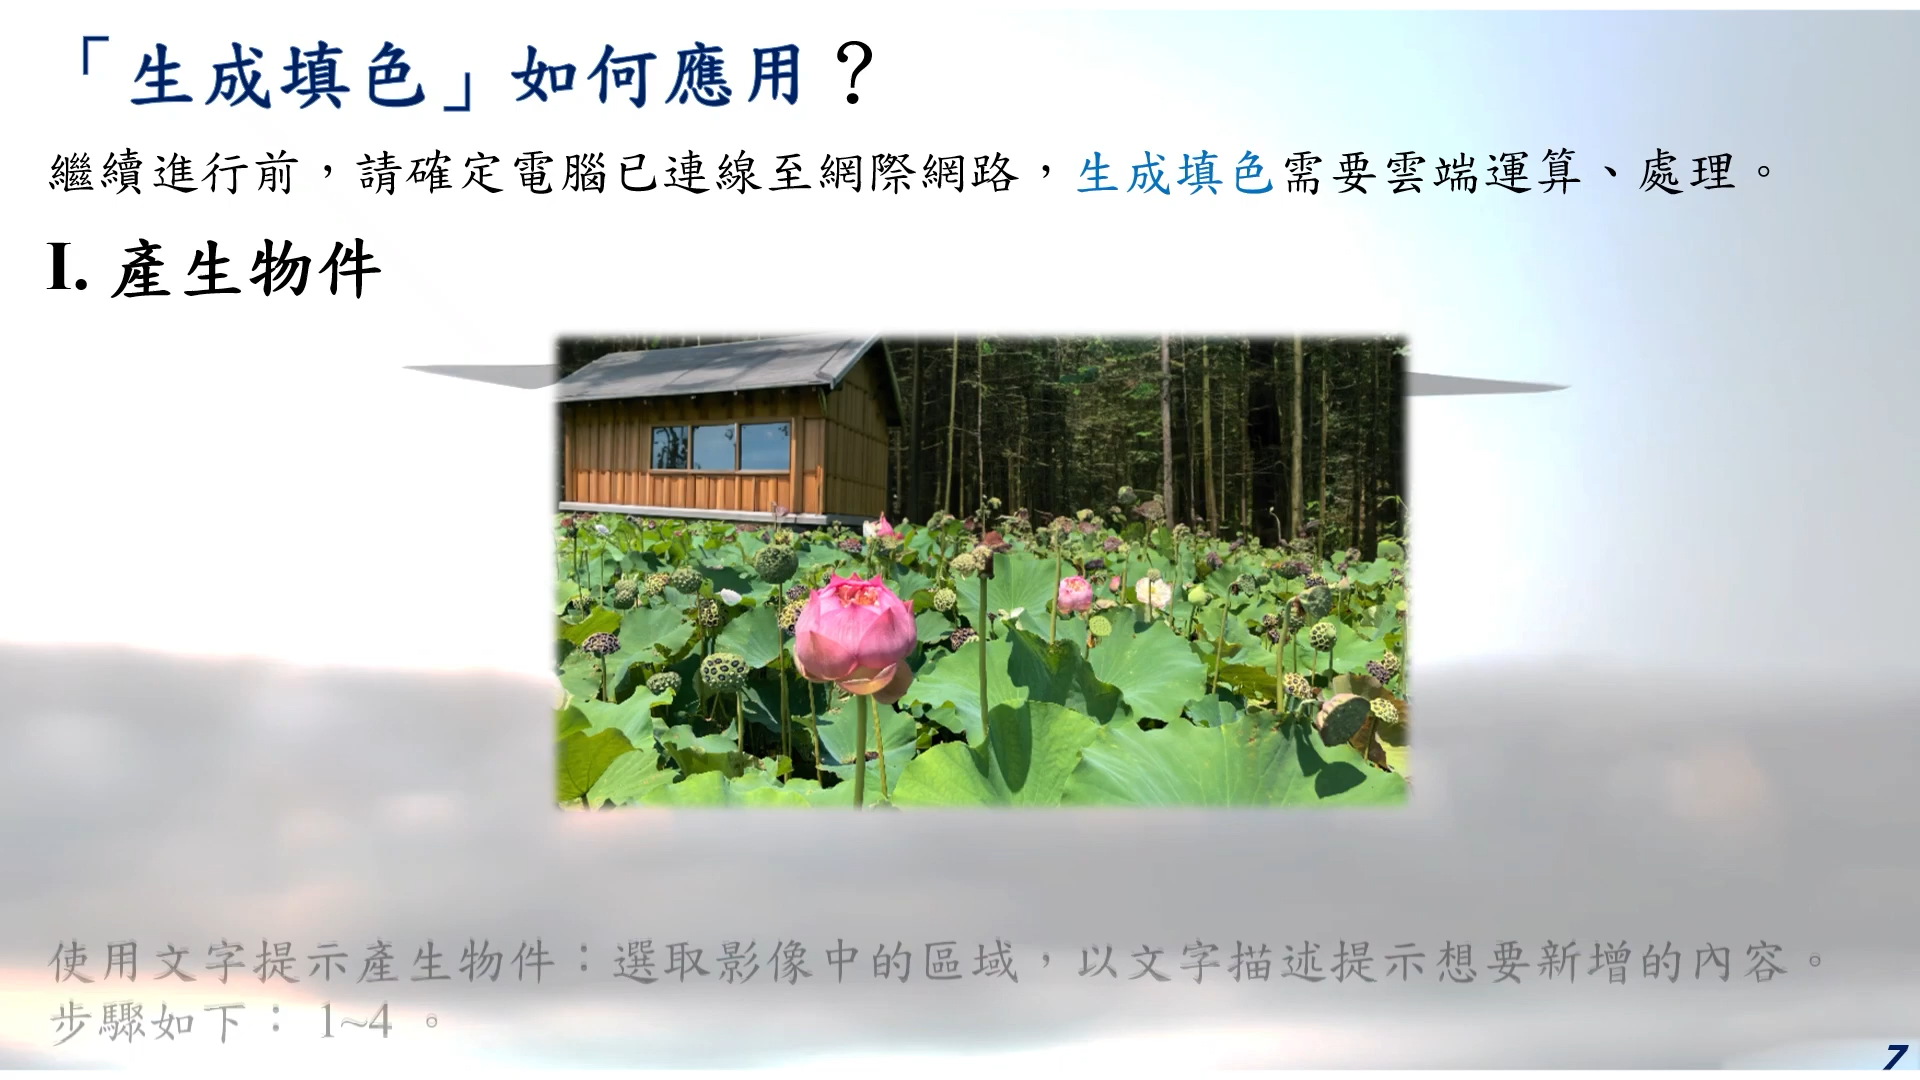 「生成填色」如何應用？
繼續進行前，請確定電腦已連線至網際網路，生成填色需要雲端運算、處理。
I. 產生物件
使用文字提示產生物件：選取影像中的區域，以文字描述提示想要新增的內容。
步驟如下： 1~4 。
7